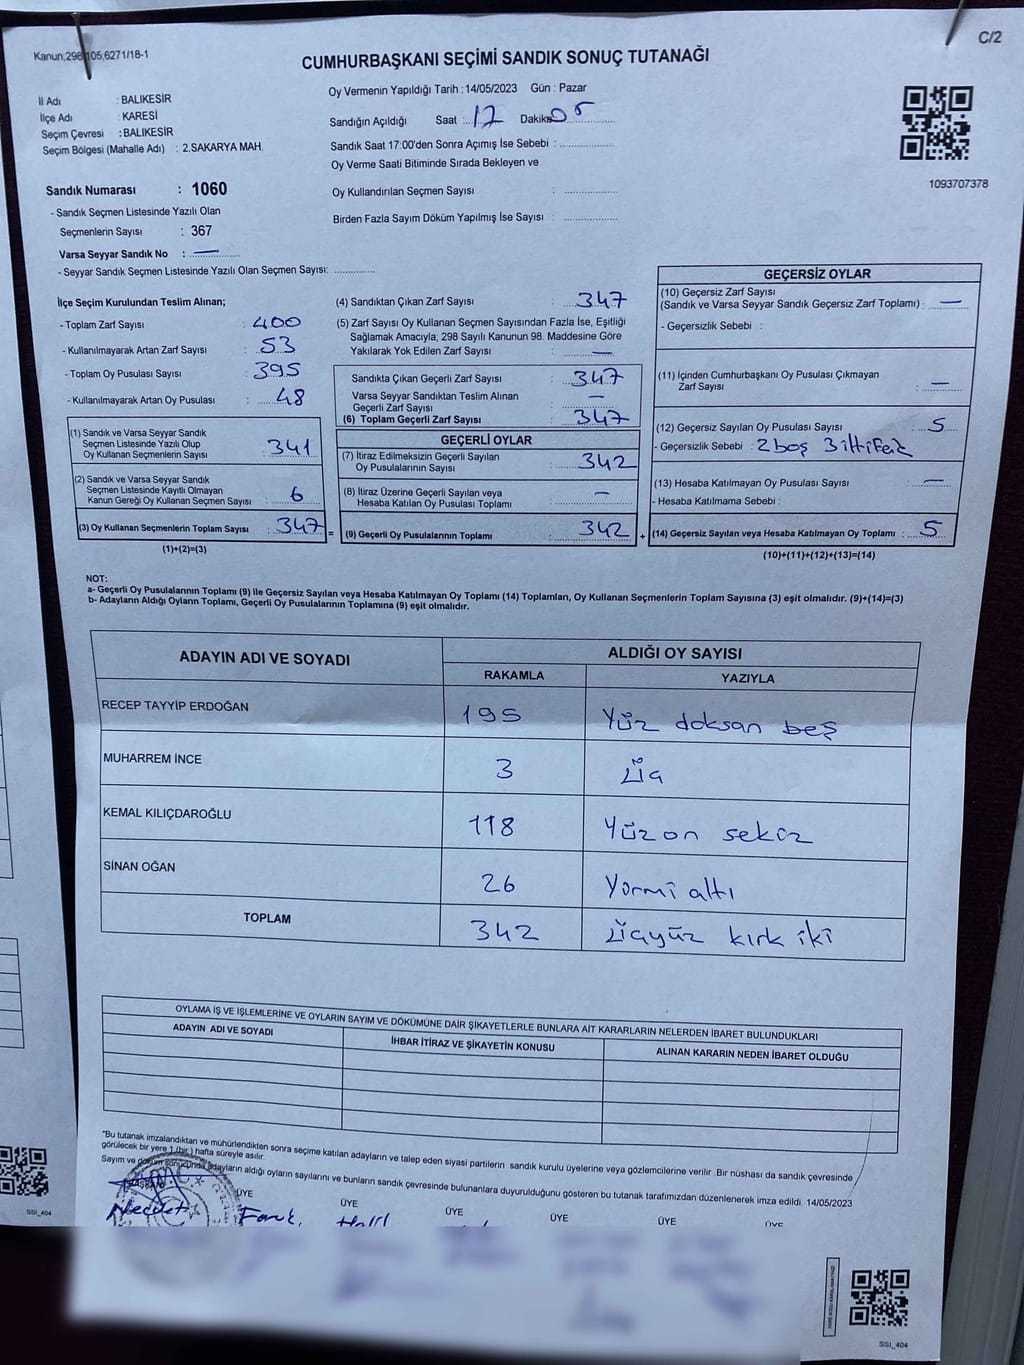 C/2
Kanun;298,105,6271/18-1
CUMHURBAŞKANI SEÇİMİ SANDIK SONUÇ TUTANAĞI
İl Adı : BALIKESİR
İlçe Adı : KARESİ
Seçim Çevresi : BALIKESİR
Seçim Bölgesi (Mahalle Adı) : 2.SAKARYA MAH.
Oy Vermenin Yapıldığı Tarih : 14/05/2023 Gün : Pazar
Sandığın Açıldığı Saat : 17 Dakika 05
Sandık Saat 17:00'den Sonra Açımış İse Sebebi :
Oy Verme Saati Bitiminde Sırada Bekleyen ve
Oy Kullandırılan Seçmen Sayısı :
Birden Fazla Sayım Döküm Yapılmış İse Sayısı :
1093707378
Sandık Numarası : 1060
- Sandık Seçmen Listesinde Yazılı Olan
Seçmenlerin Sayısı : 367
Varsa Seyyar Sandık No : —
- Seyyar Sandık Seçmen Listesinde Yazılı Olan Seçmen Sayısı:
İlçe Seçim Kurulundan Teslim Alınan;
- Toplam Zarf Sayısı : 400
- Kullanılmayarak Artan Zarf Sayısı : 53
- Toplam Oy Pusulası Sayısı : 395
- Kullanılmayarak Artan Oy Pusulası : 48
(1) Sandık ve Varsa Seyyar Sandık
Seçmen Listesinde Yazılı Olup
Oy Kullanan Seçmenlerin Sayısı : 341
(2) Sandık ve Varsa Seyyar Sandık
Seçmen Listesinde Kayıtlı Olmayan
Kanun Gereği Oy Kullanan Seçmen Sayısı : 6
(3) Oy Kullanan Seçmenlerin Toplam Sayısı : 347
(1)+(2)=(3)
(4) Sandıktan Çıkan Zarf Sayısı : 347
(5) Zarf Sayısı Oy Kullanan Seçmen Sayısından Fazla İse, Eşitliği
Sağlamak Amacıyla; 298 Sayılı Kanunun 98. Maddesine Göre
Yakılarak Yok Edilen Zarf Sayısı : —
Sandıkta Çıkan Geçerli Zarf Sayısı : 347
Varsa Seyyar Sandıktan Teslim Alınan
Geçerli Zarf Sayısı : —
(6) Toplam Geçerli Zarf Sayısı : 347
GEÇERLİ OYLAR
(7) İtiraz Edilmeksizin Geçerli Sayılan
Oy Pusulalarının Sayısı : 342
(8) İtiraz Üzerine Geçerli Sayılan veya
Hesaba Katılan Oy Pusulası Toplamı : —
= (9) Geçerli Oy Pusulalarının Toplamı : 342
GEÇERSİZ OYLAR
(10) Geçersiz Zarf Sayısı
(Sandık ve Varsa Seyyar Sandık Geçersiz Zarf Toplamı) : —
- Geçersizlik Sebebi :
(11) İçinden Cumhurbaşkanı Oy Pusulası Çıkmayan
Zarf Sayısı : —
(12) Geçersiz Sayılan Oy Pusulası Sayısı : 5
- Geçersizlik Sebebi : 2 boş 3 ihtifaz
(13) Hesaba Katılmayan Oy Pusulası Sayısı : —
- Hesaba Katılmama Sebebi :
+ (14) Geçersiz Sayılan veya Hesaba Katılmayan Oy Toplamı : 5
(10)+(11)+(12)+(13)=(14)
NOT:
a- Geçerli Oy Pusulalarının Toplamı (9) ile Geçersiz Sayılan veya Hesaba Katılmayan Oy Toplamı (14) Toplamları, Oy Kullanan Seçmenlerin Toplam Sayısına (3) eşit olmalıdır. (9)+(14)=(3)
b- Adayların Aldığı Oyların Toplamı, Geçerli Oy Pusulalarının Toplamına (9) eşit olmalıdır.
ADAYIN ADI VE SOYADI ALDIĞI OY SAYISI
RAKAMLA YAZIYLA
RECEP TAYYİP ERDOĞAN 195 Yüz doksan beş
MUHARREM İNCE 3 üç
KEMAL KILIÇDAROĞLU 118 Yüz on sekiz
SİNAN OĞAN 26 Yirmi altı
TOPLAM 342 üçyüz kırk iki
OYLAMA İŞ VE İŞLEMLERİNE VE OYLARIN SAYIM VE DÖKÜMÜNE DAİR ŞİKAYETLERLE BUNLARA AİT KARARLARIN NELERDEN İBARET BULUNDUKLARI
ADAYIN ADI VE SOYADI İHBAR İTİRAZ VE ŞİKAYETİN KONUSU ALINAN KARARIN NEDEN İBARET OLDUĞU
*Bu tutanak imzalandıktan ve mühürlendikten sonra seçime katılan adayların ve talep eden siyasi partilerin sandık kurulu üyelerine veya gözlemcilerine verilir. Bir nüshası da sandık çevresinde
görülecek bir yere 1 (bir) hafta süreyle asılır.
Sayım ve döküm sonucunda adayların aldığı oyların sayılarını ve bunların sandık çevresinde bulunanlara duyurulduğunu gösteren bu tutanak tarafımızdan düzenlenerek imza edildi. 14/05/2023
ÜYE ÜYE ÜYE ÜYE ÜYE ÜYE
Necdet Faruk Halil
SSI_404
SSI_404